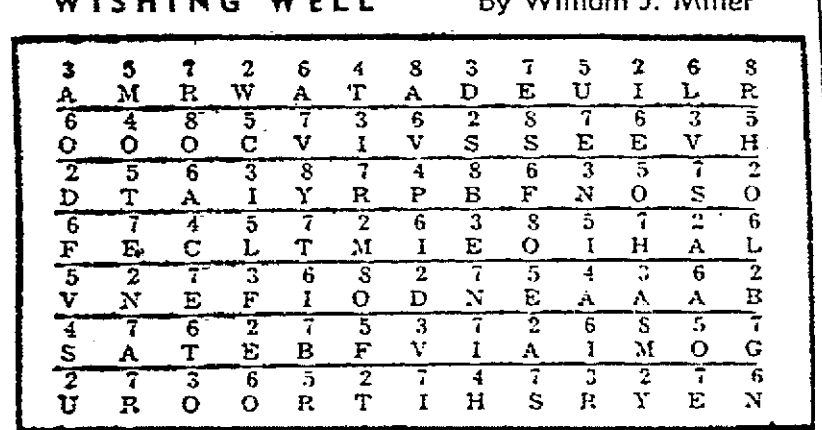 WISHING WELL By William J. Miller
3 5 7 2 6 4 8 3 7 5 2 6 8
A M R W A T A D E U I L R
6 4 8 5 7 3 6 2 8 7 6 3 5
O O O C V I V S S E E V H
2 5 6 3 8 7 4 8 6 3 5 7 2
D T A I Y R P B F N O S O
6 7 4 5 7 2 6 3 8 5 7 2 6
F E C L T M I E O I H A L
5 2 7 3 6 8 2 7 5 4 3 6 2
V N E F I O D N E A A A B
4 7 6 2 7 5 3 7 2 6 8 5 7
S A T E B F V I A I M O G
2 7 3 6 5 2 7 4 7 3 2 7 6
U R O O R T I H S R Y E N